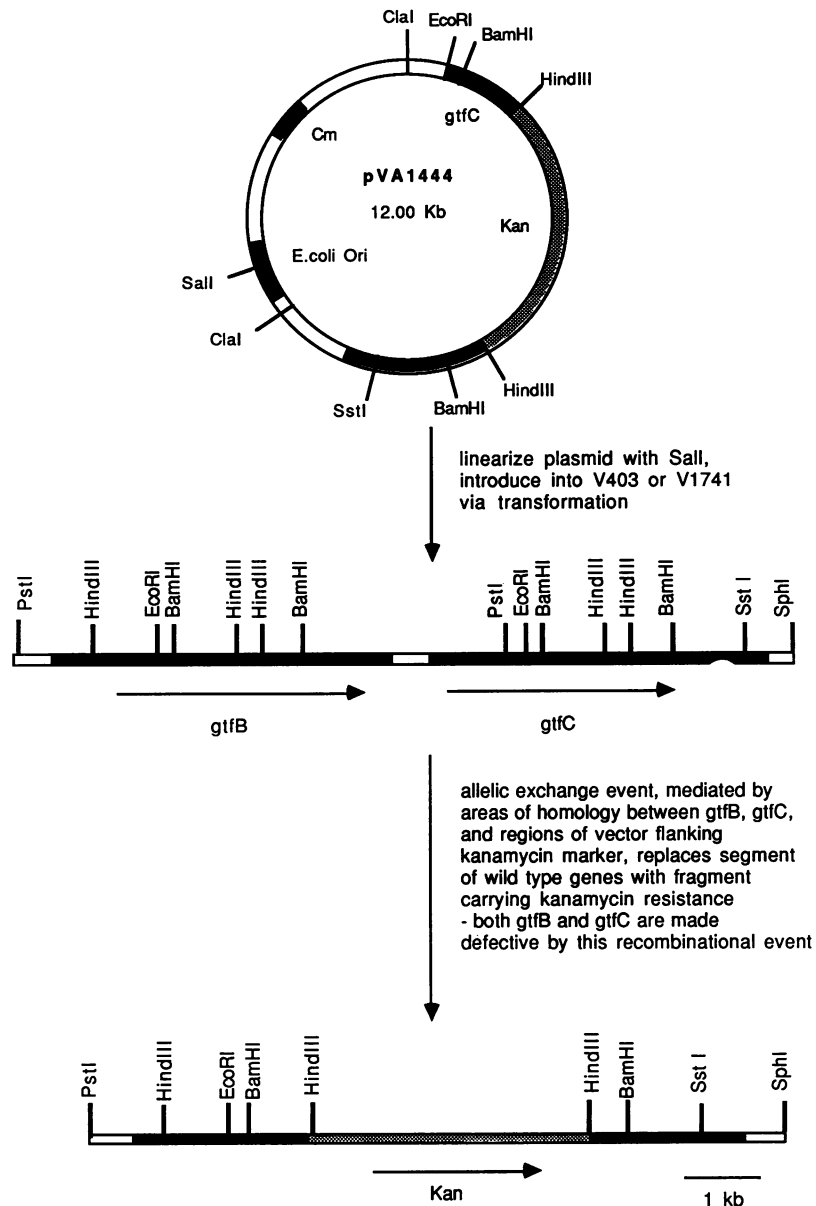 ClaI
EcoRI
BamHI
HindIII
gtfC
Cm
pVA1444
12.00 Kb
Kan
E.coli Ori
SalI
ClaI
SstI
BamHI
HindIII
linearize plasmid with SalI,
introduce into V403 or V1741
via transformation
PstI
HindIII
EcoRI
BamHI
HindIII
HindIII
BamHI
PstI
EcoRI
BamHI
HindIII
HindIII
BamHI
Sst I
SphI
gtfB
gtfC
allelic exchange event, mediated by
areas of homology between gtfB, gtfC,
and regions of vector flanking
kanamycin marker, replaces segment
of wild type genes with fragment
carrying kanamycin resistance
- both gtfB and gtfC are made
defective by this recombinational event
PstI
HindIII
EcoRI
BamHI
HindIII
HindIII
BamHI
Sst I
SphI
Kan
1 kb